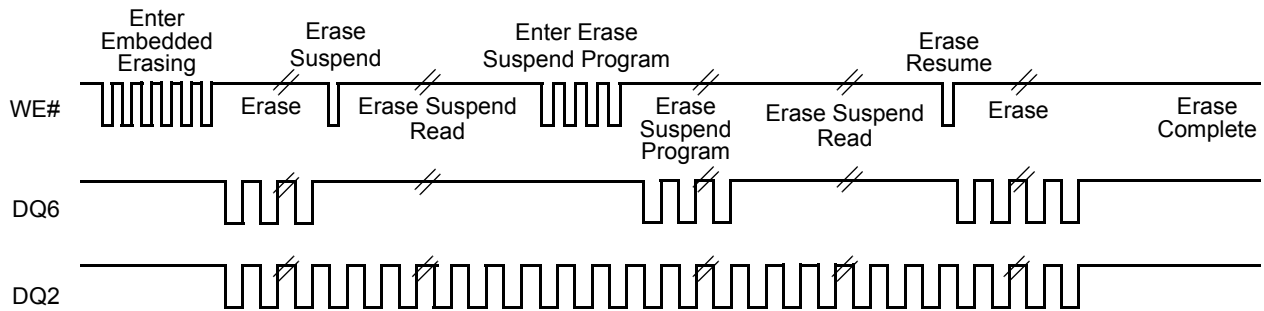 Enter
Embedded
Erasing
Erase
Suspend
Enter Erase
Suspend Program
Erase
Resume
WE#
Erase
Erase Suspend
Read
Erase
Suspend
Program
Erase Suspend
Read
Erase
Erase
Complete
DQ6
DQ2